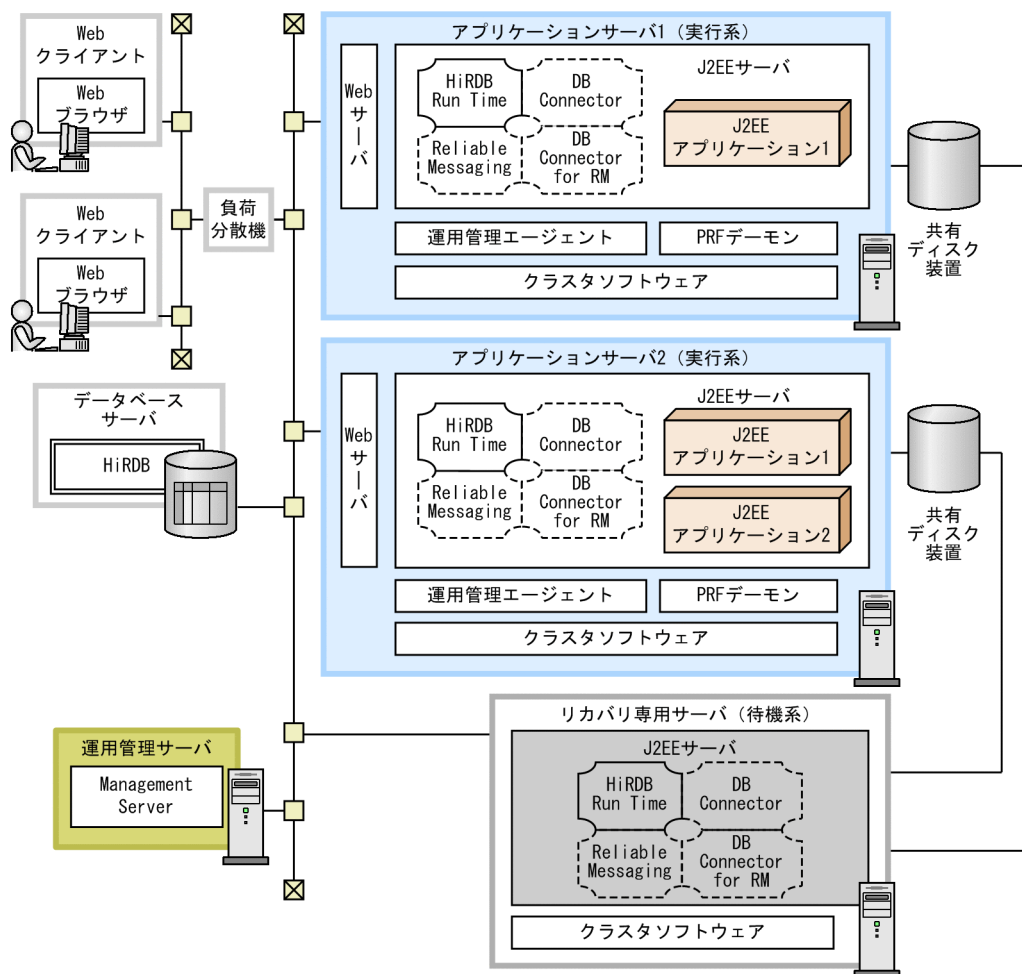 Web
クライアント
Web
ブラウザ
Web
クライアント
Web
ブラウザ
負荷
分散機
データベース
サーバ
HiRDB
運用管理サーバ
Management
Server
アプリケーションサーバ1（実行系）
Webサーバ
J2EEサーバ
HiRDB
Run Time
DB
Connector
Reliable
Messaging
DB
Connector
for RM
J2EE
アプリケーション1
運用管理エージェント
PRFデーモン
クラスタソフトウェア
共有
ディスク
装置
アプリケーションサーバ2（実行系）
Webサーバ
J2EEサーバ
HiRDB
Run Time
DB
Connector
Reliable
Messaging
DB
Connector
for RM
J2EE
アプリケーション1
J2EE
アプリケーション2
運用管理エージェント
PRFデーモン
クラスタソフトウェア
共有
ディスク
装置
リカバリ専用サーバ（待機系）
J2EEサーバ
HiRDB
Run Time
DB
Connector
Reliable
Messaging
DB
Connector
for RM
クラスタソフトウェア